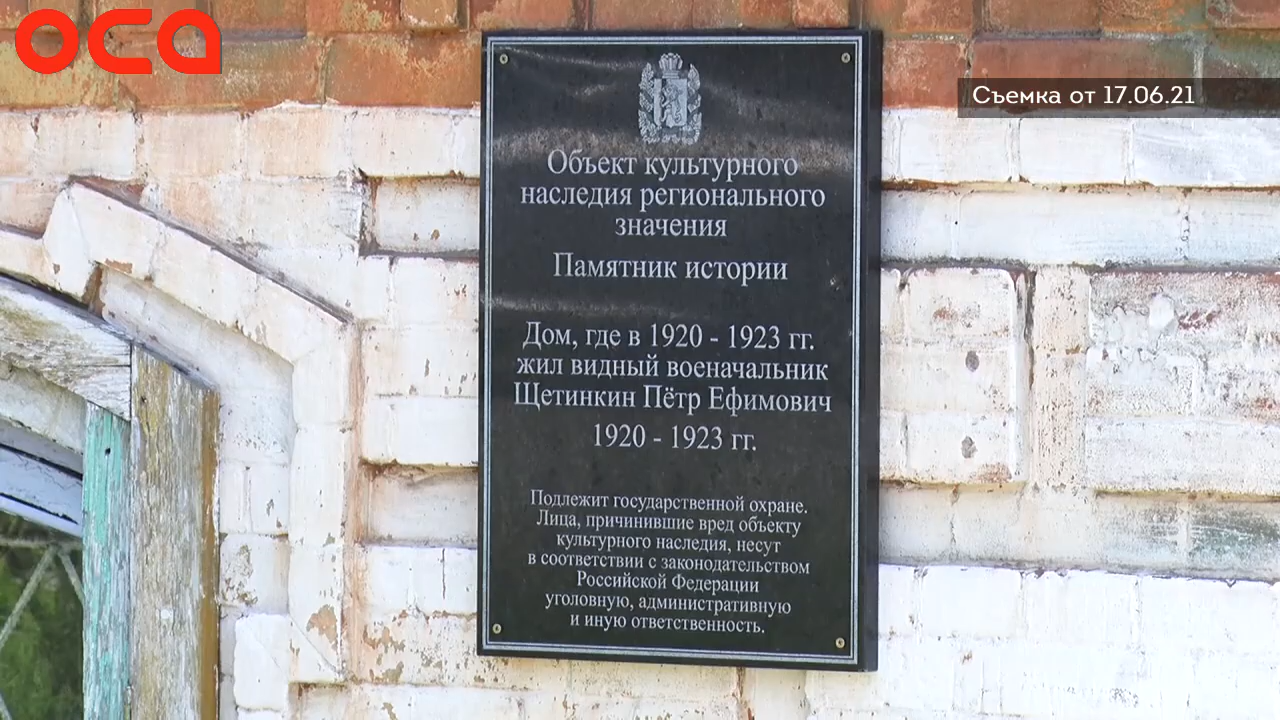 оса
Съемка от 17.06.21
Объект культурного
наследия регионального
значения
Памятник истории
Дом, где в 1920 - 1923 гг.
жил видный военачальник
Щетинкин Пётр Ефимович
1920 - 1923 гг.
Подлежит государственной охране.
Лица, причинившие вред объекту
культурного наследия, несут
в соответствии с законодательством
Российской Федерации
уголовную, административную
и иную ответственность.